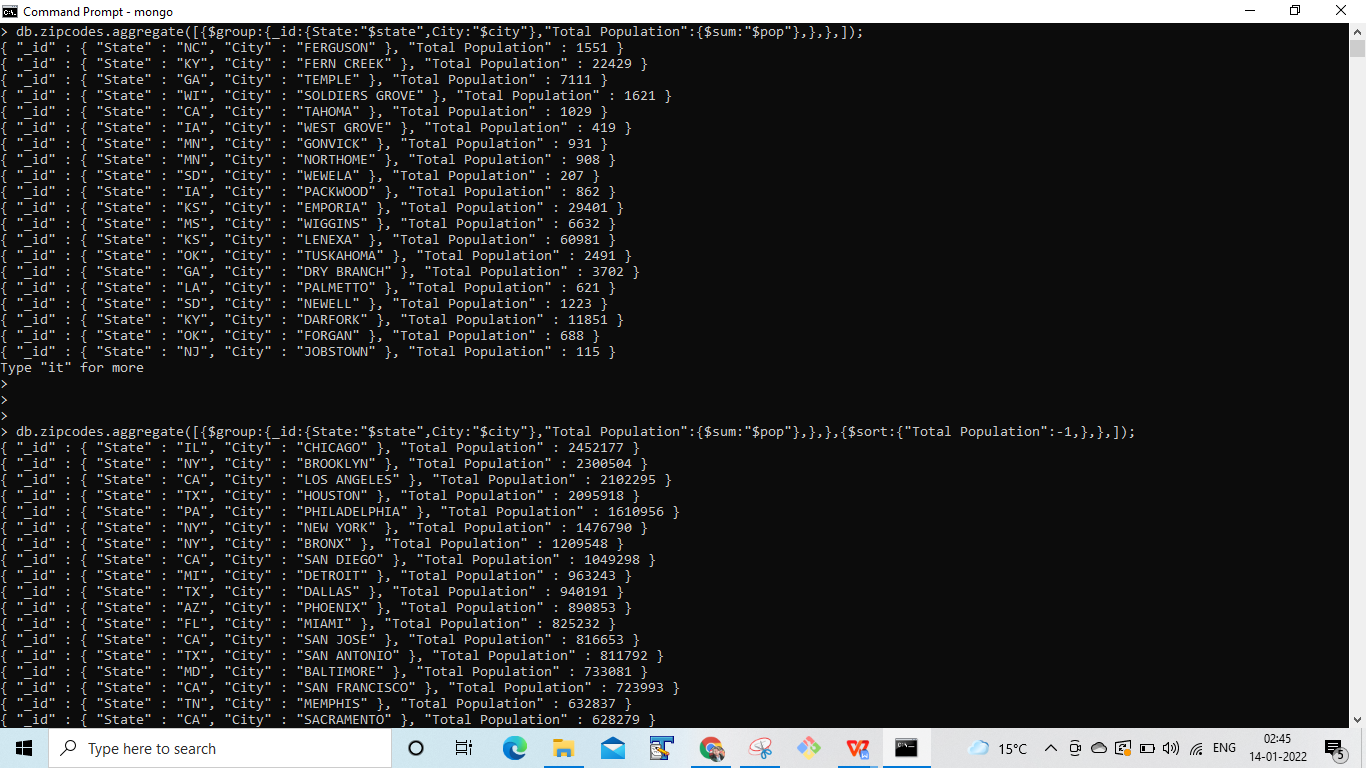 Command Prompt - mongo
> db.zipcodes.aggregate([{$group:{_id:{State:"$state",City:"$city"},"Total Population":{$sum:"$pop"},},},]);
{ "_id" : { "State" : "NC", "City" : "FERGUSON" }, "Total Population" : 1551 }
{ "_id" : { "State" : "KY", "City" : "FERN CREEK" }, "Total Population" : 22429 }
{ "_id" : { "State" : "GA", "City" : "TEMPLE" }, "Total Population" : 7111 }
{ "_id" : { "State" : "WI", "City" : "SOLDIERS GROVE" }, "Total Population" : 1621 }
{ "_id" : { "State" : "CA", "City" : "TAHOMA" }, "Total Population" : 1029 }
{ "_id" : { "State" : "IA", "City" : "WEST GROVE" }, "Total Population" : 419 }
{ "_id" : { "State" : "MN", "City" : "GONVICK" }, "Total Population" : 931 }
{ "_id" : { "State" : "MN", "City" : "NORTHOME" }, "Total Population" : 908 }
{ "_id" : { "State" : "SD", "City" : "WEWELA" }, "Total Population" : 207 }
{ "_id" : { "State" : "IA", "City" : "PACKWOOD" }, "Total Population" : 862 }
{ "_id" : { "State" : "KS", "City" : "EMPORIA" }, "Total Population" : 29401 }
{ "_id" : { "State" : "MS", "City" : "WIGGINS" }, "Total Population" : 6632 }
{ "_id" : { "State" : "KS", "City" : "LENEXA" }, "Total Population" : 60981 }
{ "_id" : { "State" : "OK", "City" : "TUSKAHOMA" }, "Total Population" : 2491 }
{ "_id" : { "State" : "GA", "City" : "DRY BRANCH" }, "Total Population" : 3702 }
{ "_id" : { "State" : "LA", "City" : "PALMETTO" }, "Total Population" : 621 }
{ "_id" : { "State" : "SD", "City" : "NEWELL" }, "Total Population" : 1223 }
{ "_id" : { "State" : "KY", "City" : "DARFORK" }, "Total Population" : 11851 }
{ "_id" : { "State" : "OK", "City" : "FORGAN" }, "Total Population" : 688 }
{ "_id" : { "State" : "NJ", "City" : "JOBSTOWN" }, "Total Population" : 115 }
Type "it" for more
>
>
>
> db.zipcodes.aggregate([{$group:{_id:{State:"$state",City:"$city"},"Total Population":{$sum:"$pop"},},},{$sort:{"Total Population":-1,},},]);
{ "_id" : { "State" : "IL", "City" : "CHICAGO" }, "Total Population" : 2452177 }
{ "_id" : { "State" : "NY", "City" : "BROOKLYN" }, "Total Population" : 2300504 }
{ "_id" : { "State" : "CA", "City" : "LOS ANGELES" }, "Total Population" : 2102295 }
{ "_id" : { "State" : "TX", "City" : "HOUSTON" }, "Total Population" : 2095918 }
{ "_id" : { "State" : "PA", "City" : "PHILADELPHIA" }, "Total Population" : 1610956 }
{ "_id" : { "State" : "NY", "City" : "NEW YORK" }, "Total Population" : 1476790 }
{ "_id" : { "State" : "NY", "City" : "BRONX" }, "Total Population" : 1209548 }
{ "_id" : { "State" : "CA", "City" : "SAN DIEGO" }, "Total Population" : 1049298 }
{ "_id" : { "State" : "MI", "City" : "DETROIT" }, "Total Population" : 963243 }
{ "_id" : { "State" : "TX", "City" : "DALLAS" }, "Total Population" : 940191 }
{ "_id" : { "State" : "AZ", "City" : "PHOENIX" }, "Total Population" : 890853 }
{ "_id" : { "State" : "FL", "City" : "MIAMI" }, "Total Population" : 825232 }
{ "_id" : { "State" : "CA", "City" : "SAN JOSE" }, "Total Population" : 816653 }
{ "_id" : { "State" : "TX", "City" : "SAN ANTONIO" }, "Total Population" : 811792 }
{ "_id" : { "State" : "MD", "City" : "BALTIMORE" }, "Total Population" : 733081 }
{ "_id" : { "State" : "CA", "City" : "SAN FRANCISCO" }, "Total Population" : 723993 }
{ "_id" : { "State" : "TN", "City" : "MEMPHIS" }, "Total Population" : 632837 }
{ "_id" : { "State" : "CA", "City" : "SACRAMENTO" }, "Total Population" : 628279 }
Type here to search
15°C
ENG
02:45
14-01-2022
5